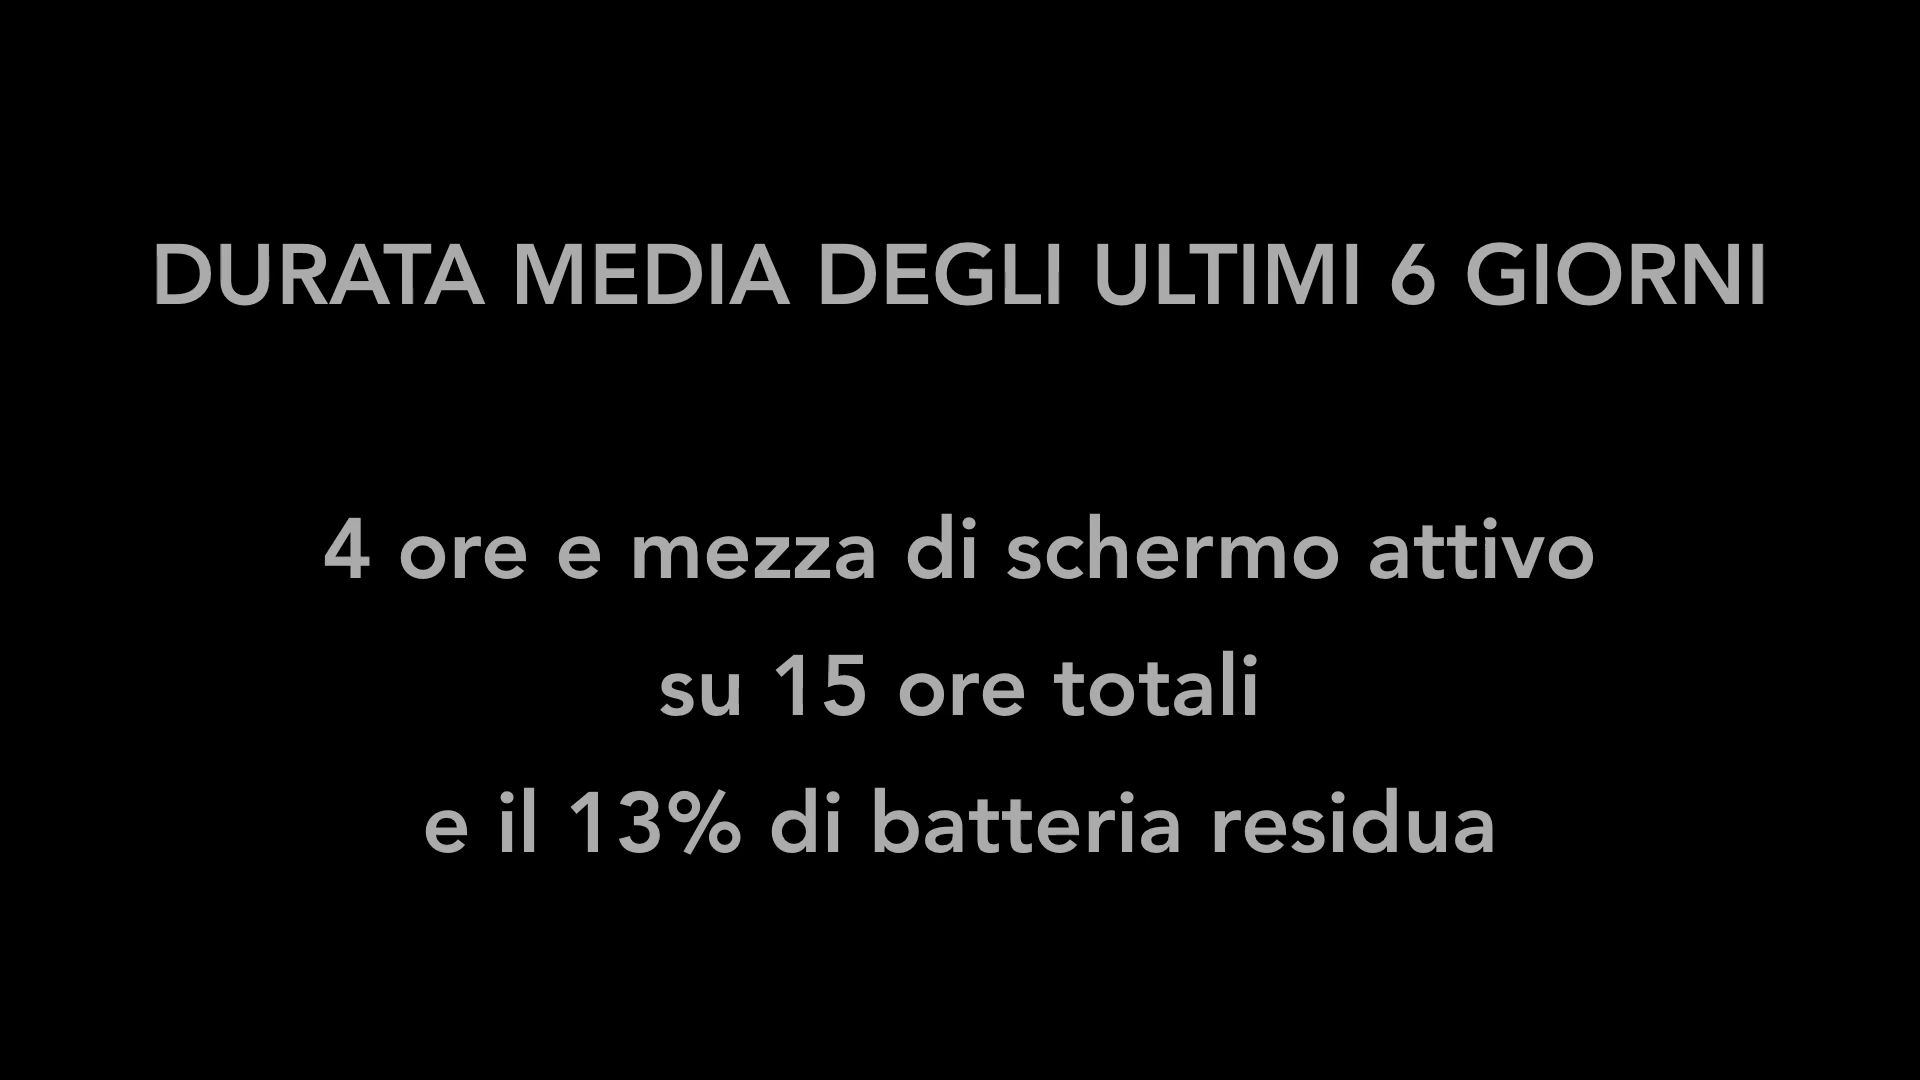 DURATA MEDIA DEGLI ULTIMI 6 GIORNI
4 ore e mezza di schermo attivo
su 15 ore totali
e il 13% di batteria residua